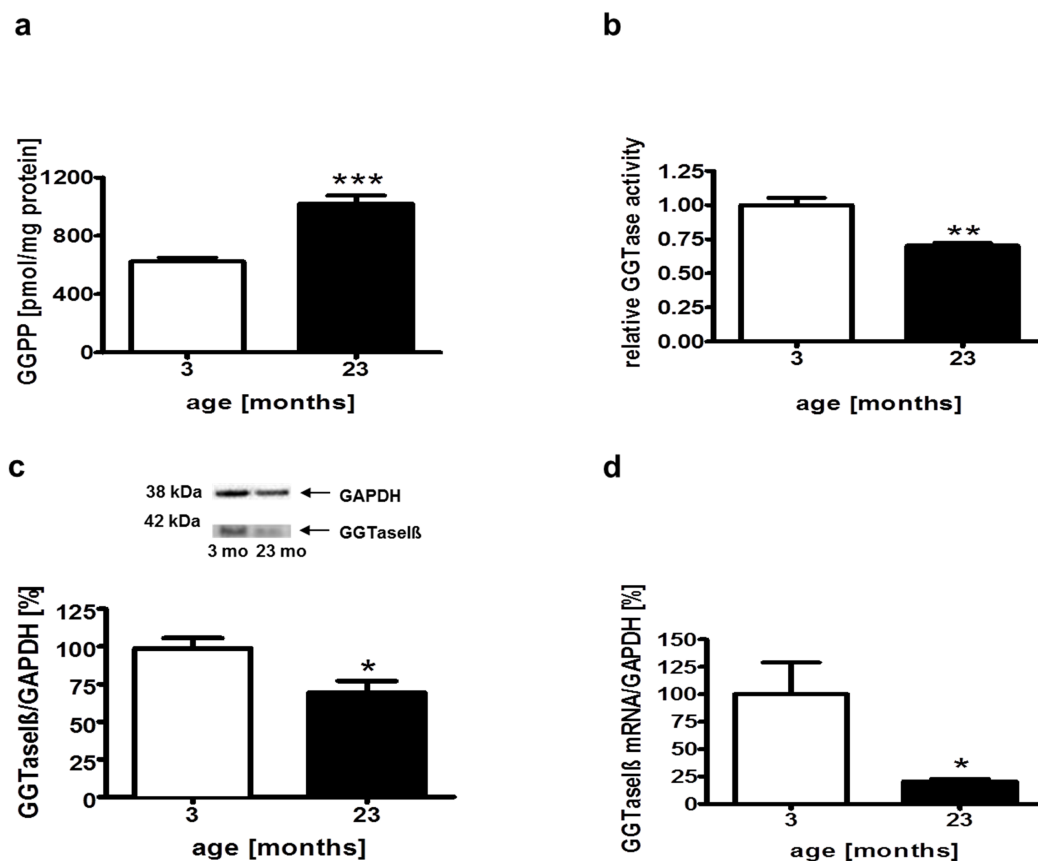 a
GGPP [pmol/mg protein]
1200
800
400
0
***
3
23
age [months]
b
relative GGTase activity
1.25
1.00
0.75
0.50
0.25
0.00
**
3
23
age [months]
c
38 kDa
GAPDH
42 kDa
GGTaseIß
3 mo 23 mo
GGTaseIß/GAPDH [%]
125
100
75
50
25
0
*
3
23
age [months]
d
GGTaseIß mRNA/GAPDH [%]
150
125
100
75
50
25
0
*
3
23
age [months]